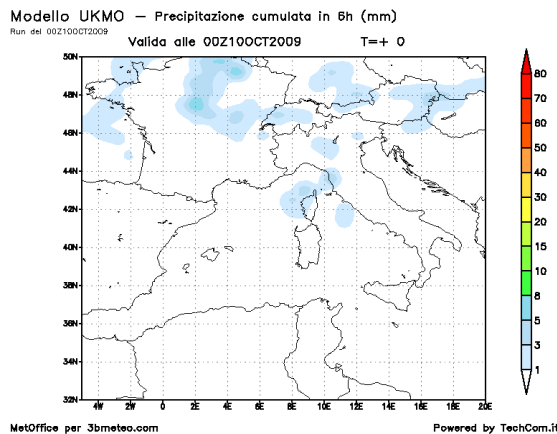 Modello UKMO – Precipitazione cumulata in 6h (mm)
Run del 00Z10OCT2009
Valida alle 00Z10OCT2009 T=+ 0
50N
48N
46N
44N
42N
40N
38N
36N
34N
32N
4W 2W 0 2E 4E 6E 8E 10E 12E 14E 16E 18E 20E
80
70
60
50
40
30
20
15
10
8
5
3
1
MetOffice per 3bmeteo.com Powered by TechCom.it